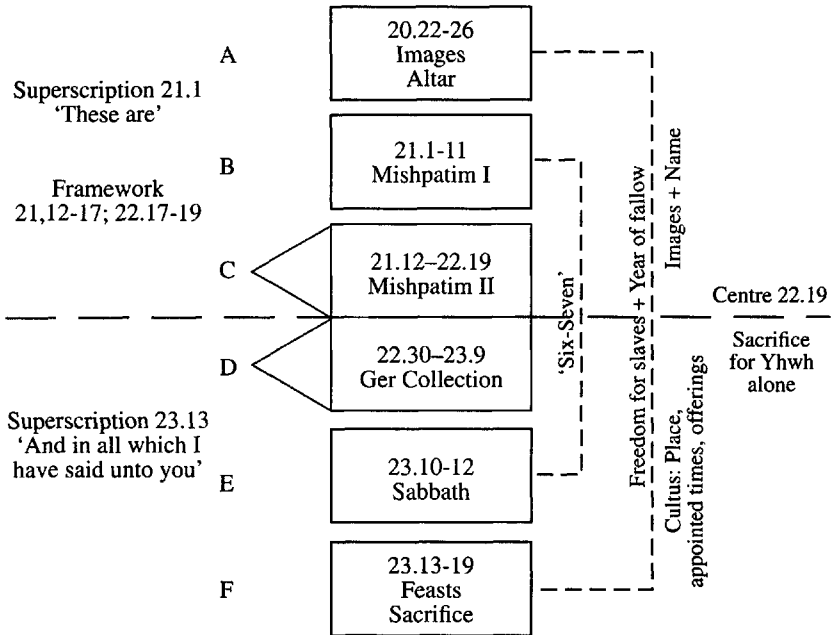 A
20.22-26
Images
Altar
Superscription 21.1
‘These are’
B
21.1-11
Mishpatim I
Framework
21,12-17; 22.17-19
C
21.12–22.19
Mishpatim II
Centre 22.19
D
22.30–23.9
Ger Collection
Sacrifice
for Yhwh
alone
Superscription 23.13
‘And in all which I
have said unto you’
E
23.10-12
Sabbath
F
23.13-19
Feasts
Sacrifice
‘Six-Seven’
Freedom for slaves + Year of fallow
Images + Name
Cultus: Place,
appointed times, offerings